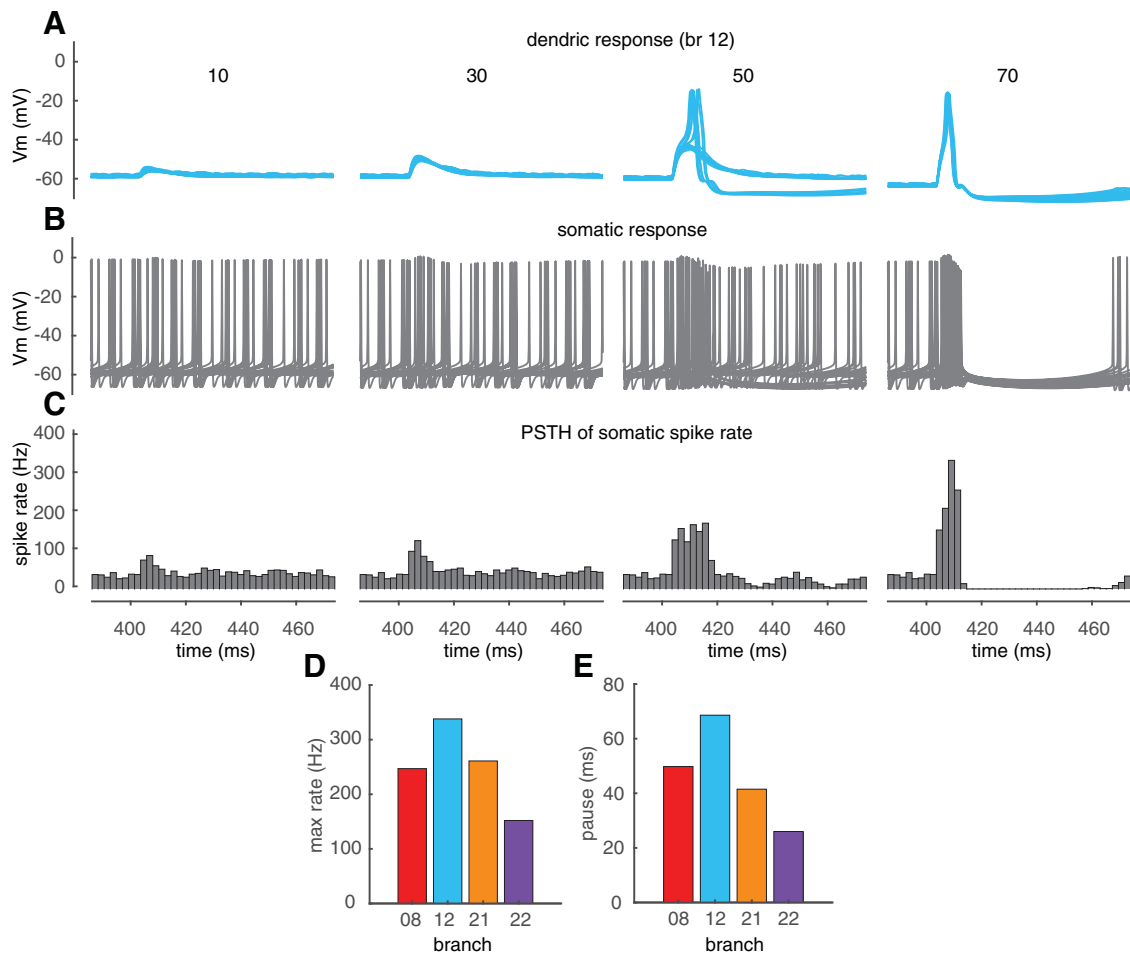 A
dendric response (br 12)
10 30 50 70
Vm (mV)
0
-20
-40
-60
B
somatic response
Vm (mV)
0
-20
-40
-60
C
PSTH of somatic spike rate
spike rate (Hz)
400
300
200
100
0
400 420 440 460 400 420 440 460 400 420 440 460 400 420 440 460
time (ms) time (ms) time (ms) time (ms)
D
max rate (Hz)
400
300
200
100
0
08 12 21 22
branch
E
pause (ms)
80
60
40
20
0
08 12 21 22
branch